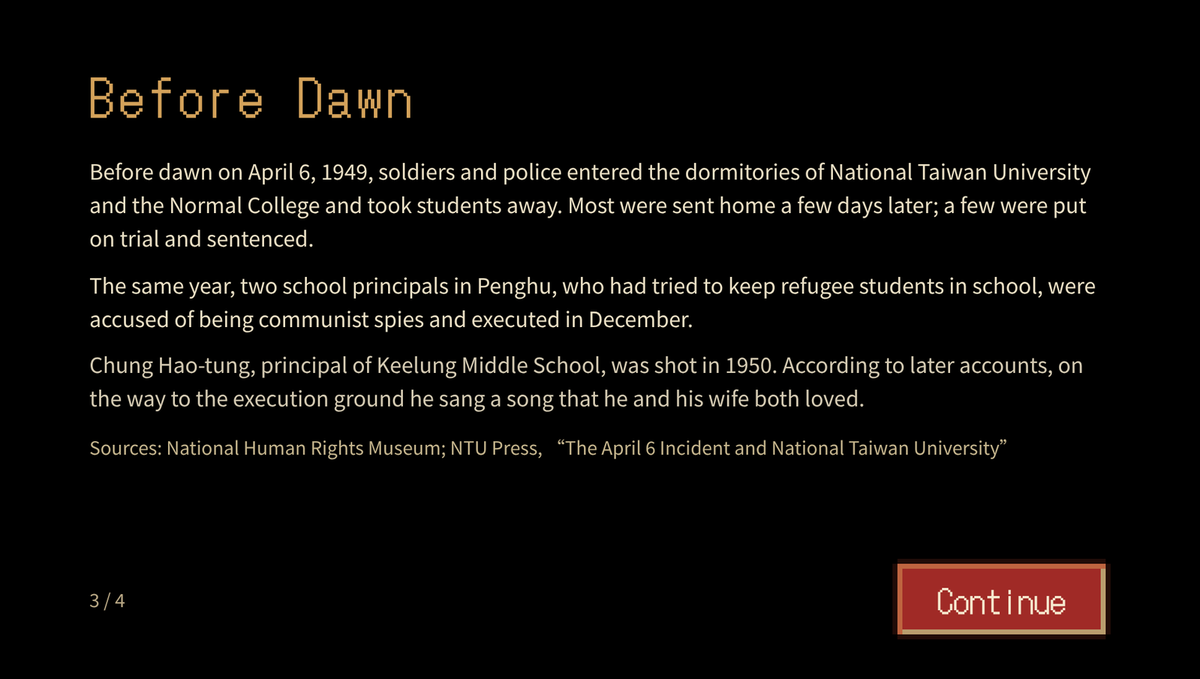 Before Dawn
Before dawn on April 6, 1949, soldiers and police entered the dormitories of National Taiwan University
and the Normal College and took students away. Most were sent home a few days later; a few were put
on trial and sentenced.
The same year, two school principals in Penghu, who had tried to keep refugee students in school, were
accused of being communist spies and executed in December.
Chung Hao-tung, principal of Keelung Middle School, was shot in 1950. According to later accounts, on
the way to the execution ground he sang a song that he and his wife both loved.
Sources: National Human Rights Museum; NTU Press, “The April 6 Incident and National Taiwan University”
3 / 4
Continue